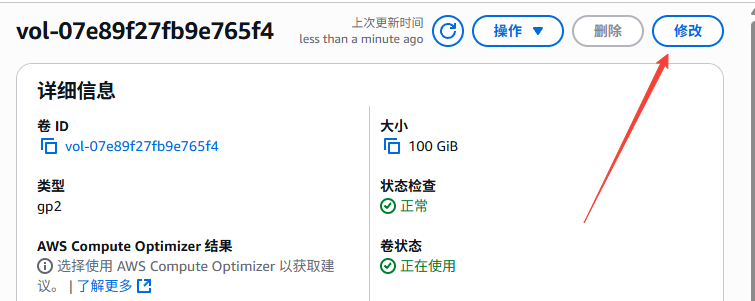 vol-07e89f27fb9e765f4
上次更新时间
less than a minute ago
操作
删除
修改
详细信息
卷 ID
vol-07e89f27fb9e765f4
大小
100 GiB
类型
gp2
状态检查
正常
AWS Compute Optimizer 结果
选择使用 AWS Compute Optimizer 以获取建
议。 | 了解更多
卷状态
正在使用